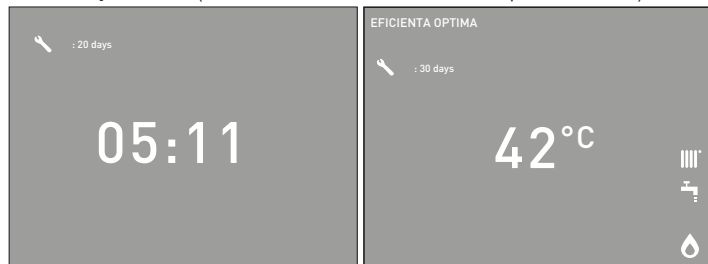 : 20 days
05:11
EFICIENTA OPTIMA
: 30 days
42°C